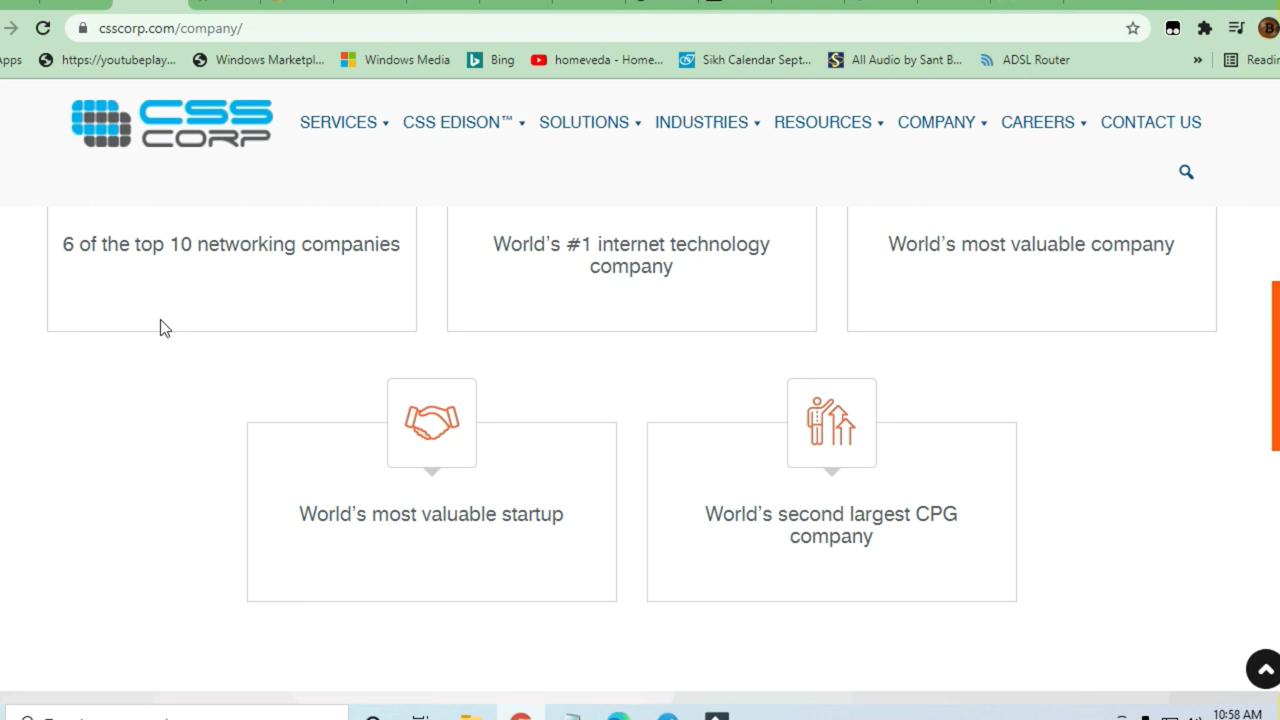 csscorp.com/company/
Apps https://youtubeplay... Windows Marketpl... Windows Media Bing homeveda - Home... Sikh Calendar Sept... All Audio by Sant B... ADSL Router »
CSS
CORP
SERVICES CSS EDISON™ SOLUTIONS INDUSTRIES RESOURCES COMPANY CAREERS CONTACT US
6 of the top 10 networking companies
World's #1 internet technology
company
World's most valuable company
World's most valuable startup
World's second largest CPG
company
10:58 AM